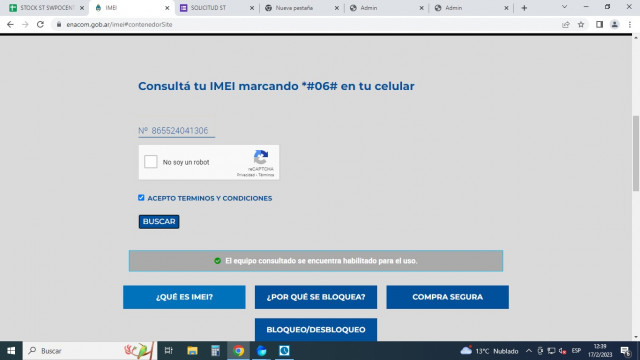 STOCK ST SWPOCENT
IMEI
SOLICITUD ST
Nueva pestaña
Admin
Admin
enacom.gob.ar/imei#contenedorSite
Consultá tu IMEI marcando *#06# en tu celular
Nº 865524041306
No soy un robot
reCAPTCHA
Privacidad - Términos
ACEPTO TERMINOS Y CONDICIONES
BUSCAR
El equipo consultado se encuentra habilitado para el uso.
¿QUÉ ES IMEI?
¿POR QUÉ SE BLOQUEA?
COMPRA SEGURA
BLOQUEO/DESBLOQUEO
Buscar
13°C Nublado
ESP
12:39
17/2/2023